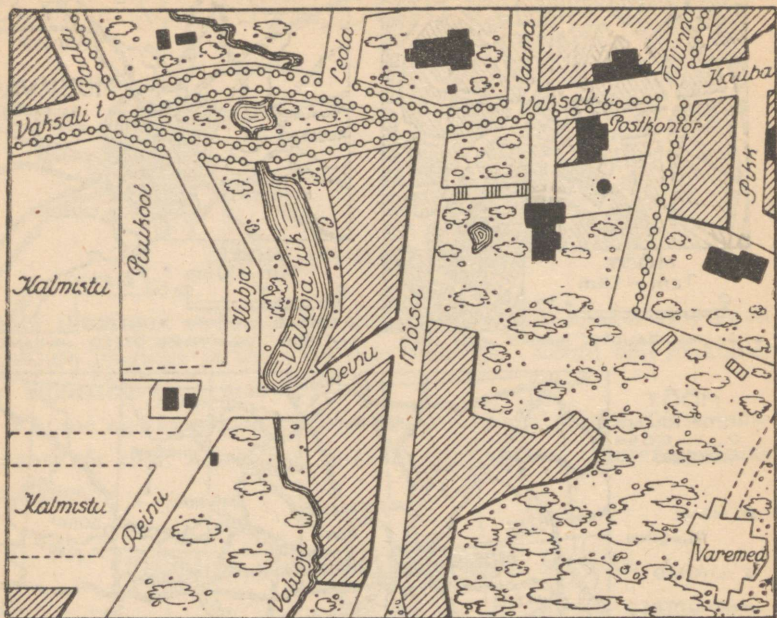 Paala
Leola
Jaama
Tallinna
Kauba
Vaksali t.
Vaksali t.
Postkontor
Pikk
Puukool
Kalmistu
Kubja
Valuoja tiik
Mõisa
Reinu
Kalmistu
Reinu
Valuoja
Varemed